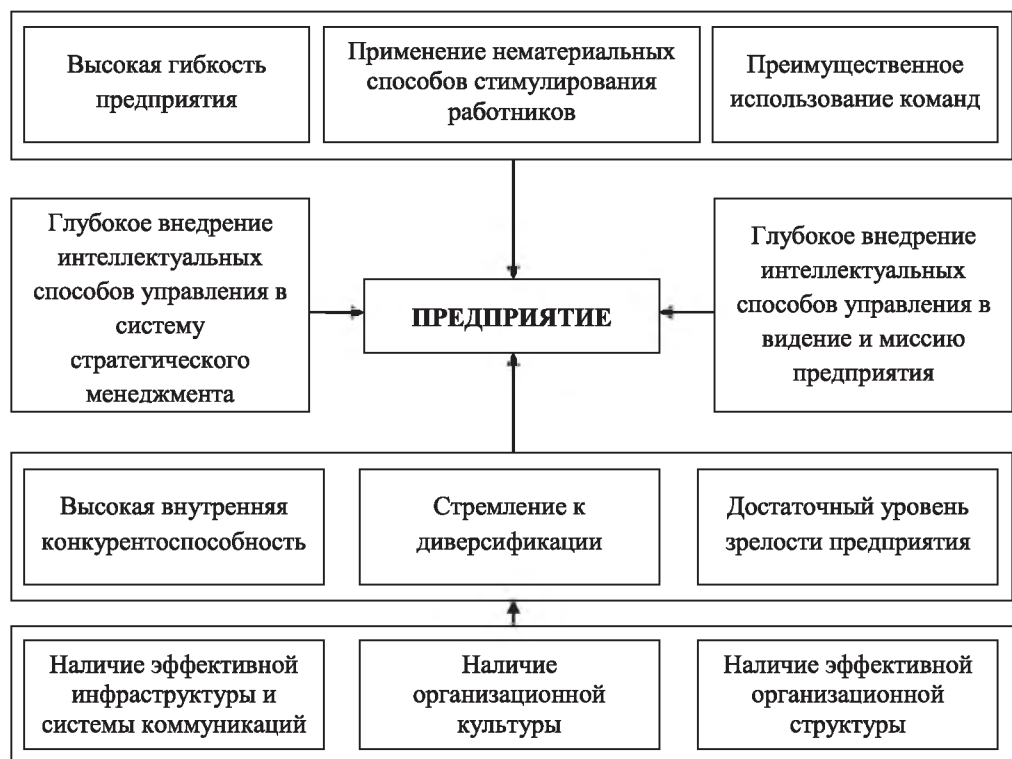 Высокая гибкость
предприятия
Применение нематериальных
способов стимулирования
работников
Преимущественное
использование команд
Глубокое внедрение
интеллектуальных
способов управления в
систему
стратегического
менеджмента
ПРЕДПРИЯТИЕ
Глубокое внедрение
интеллектуальных
способов управления в
видение и миссию
предприятия
Высокая внутренняя
конкурентоспособность
Стремление к
диверсификации
Достаточный уровень
зрелости предприятия
Наличие эффективной
инфраструктуры и
системы коммуникаций
Наличие
организационной
культуры
Наличие эффективной
организационной
структуры